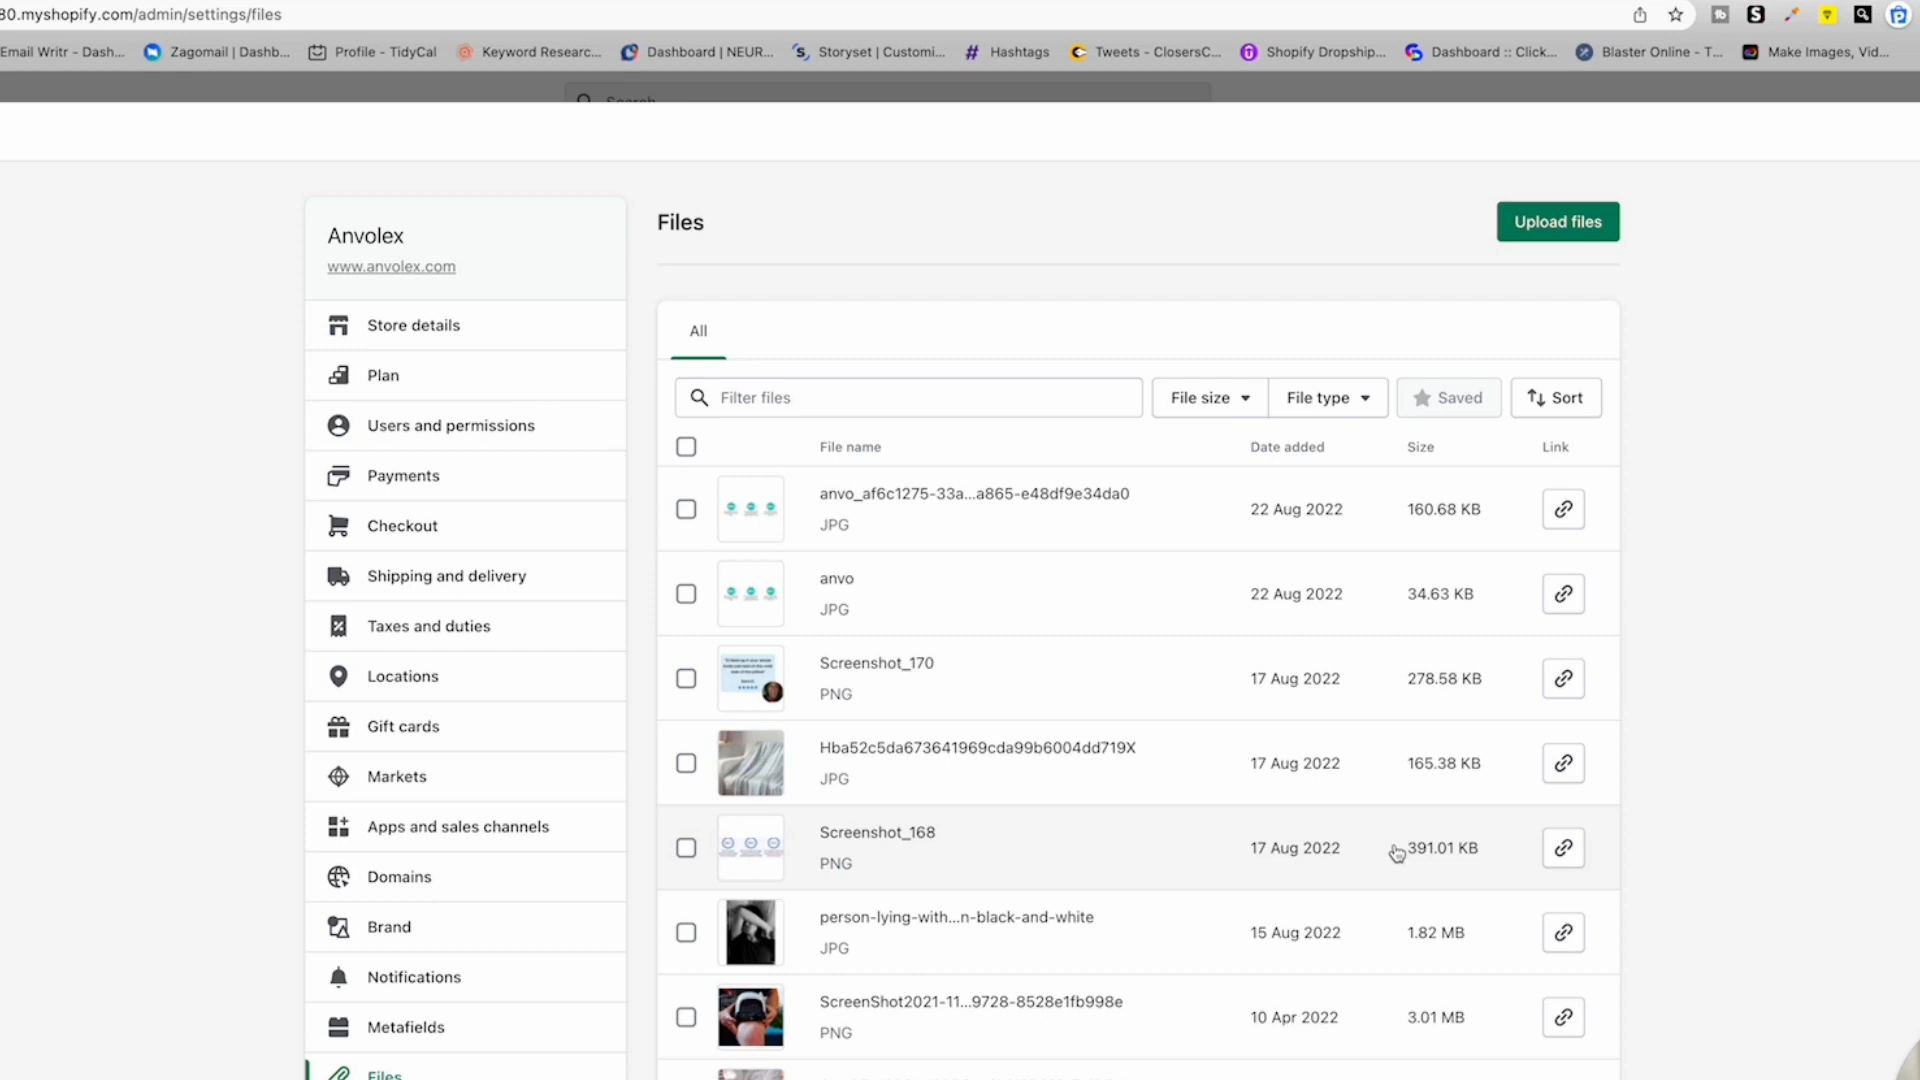 80.myshopify.com/admin/settings/files
Email Writr - Dash...
Zagomail | Dashb...
Profile - TidyCal
Keyword Researc...
Dashboard | NEUR...
Storyset | Customi...
Hashtags
Tweets - ClosersC...
Shopify Dropship...
Dashboard :: Click...
Blaster Online - T...
Make Images, Vid...
Search
Anvolex
www.anvolex.com
Store details
Plan
Users and permissions
Payments
Checkout
Shipping and delivery
Taxes and duties
Locations
Gift cards
Markets
Apps and sales channels
Domains
Brand
Notifications
Metafields
Files
Files
Upload files
All
Filter files
File size
File type
Saved
Sort
File name
Date added
Size
Link
anvo_af6c1275-33a...a865-e48df9e34da0
JPG
22 Aug 2022
160.68 KB
anvo
JPG
22 Aug 2022
34.63 KB
Screenshot_170
PNG
17 Aug 2022
278.58 KB
Hba52c5da673641969cda99b6004dd719X
JPG
17 Aug 2022
165.38 KB
Screenshot_168
PNG
17 Aug 2022
391.01 KB
person-lying-with...n-black-and-white
JPG
15 Aug 2022
1.82 MB
ScreenShot2021-11...9728-8528e1fb998e
PNG
10 Apr 2022
3.01 MB